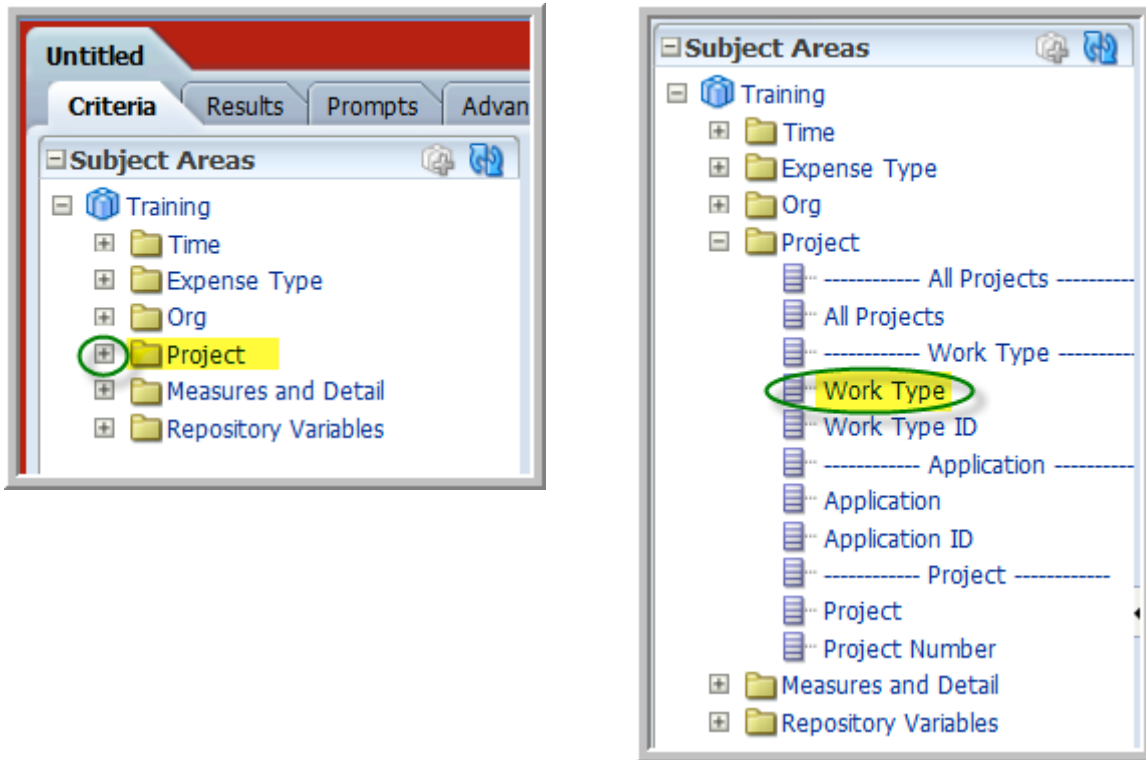 Untitled
Criteria Results Prompts Advan
Subject Areas
Training
Time
Expense Type
Org
Project
Measures and Detail
Repository Variables
Subject Areas
Training
Time
Expense Type
Org
Project
------------ All Projects ----------
All Projects
------------ Work Type ----------
Work Type
Work Type ID
------------ Application ----------
Application
Application ID
------------ Project ------------
Project
Project Number
Measures and Detail
Repository Variables